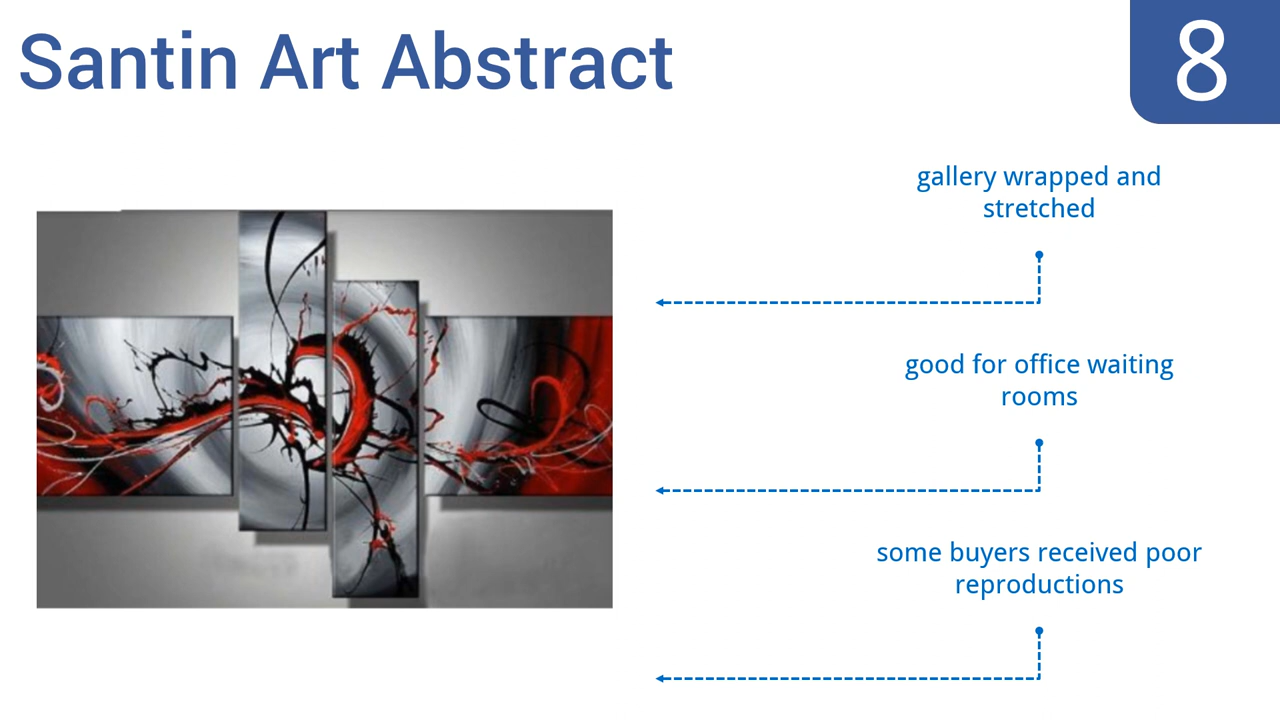 Santin Art Abstract
8
gallery wrapped and
stretched
good for office waiting
rooms
some buyers received poor
reproductions